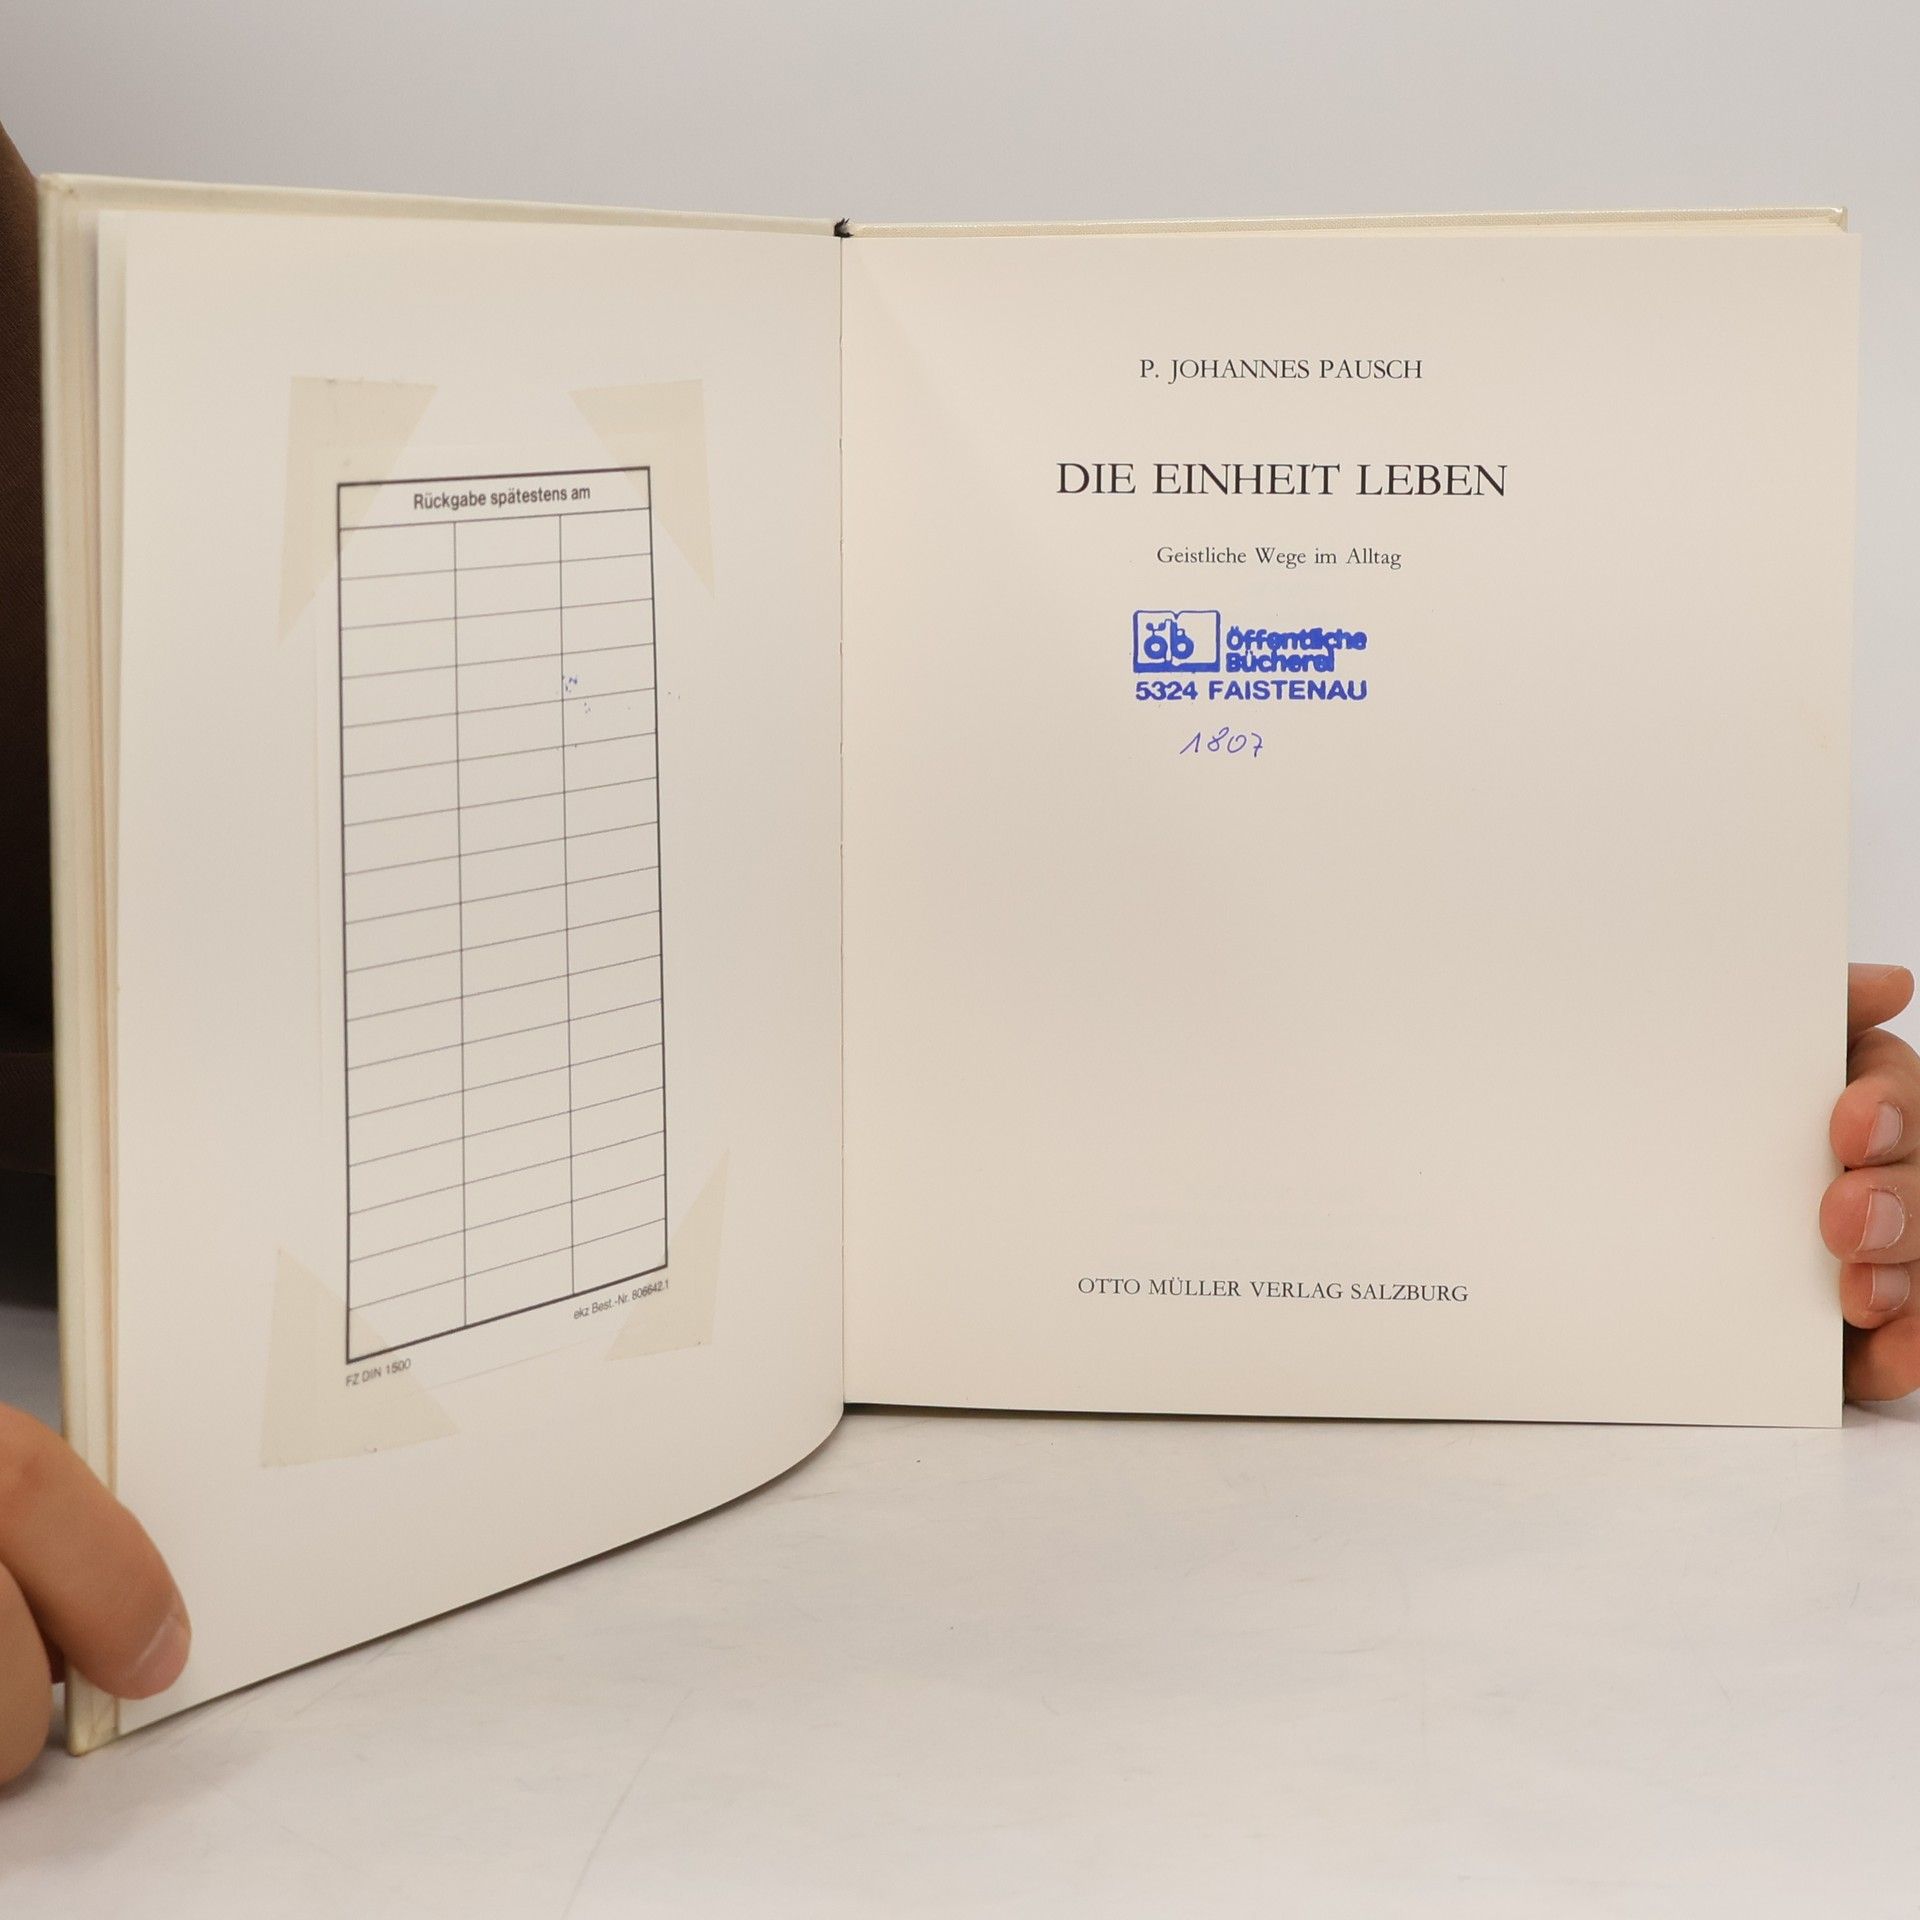 Rückgabe spätestens am
ekz Best.-Nr. 806642.1
FZ DIN 1500
P. JOHANNES PAUSCH
DIE EINHEIT LEBEN
Geistliche Wege im Alltag
öb Öffentliche
Bücherei
5324 FAISTENAU
1807
OTTO MÜLLER VERLAG SALZBURG